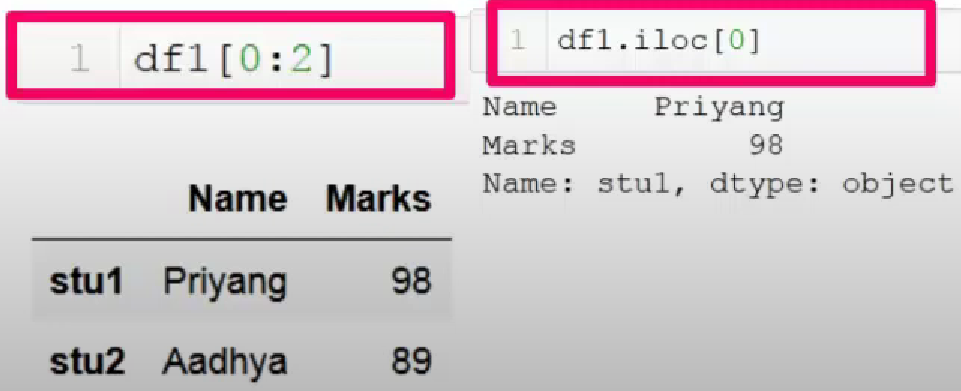 1 df1[0:2]
Name Marks
stu1 Priyang 98
stu2 Aadhya 89
1 df1.iloc[0]
Name Priyang
Marks 98
Name: stu1, dtype: object